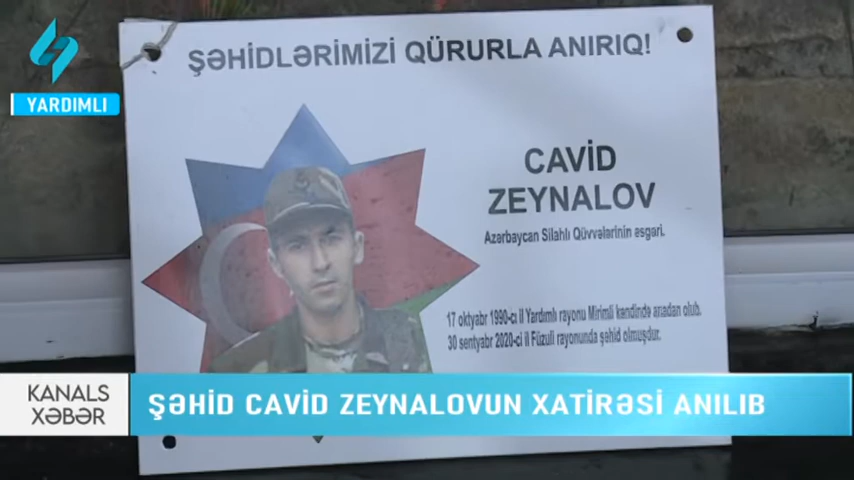 YARDIMLI
ŞƏHİDLƏRİMİZİ QÜRURLA ANIRIQ!
CAVİD
ZEYNALOV
Azərbaycan Silahlı Qüvvələrinin əsgəri.
17 oktyabr 1990-cı il Yardımlı rayonu Mirimli kəndində anadan olub.
30 sentyabr 2020-ci il Füzuli rayonunda şəhid olmuşdur.
KANALS
XƏBƏR
ŞƏHİD CAVİD ZEYNALOVUN XATİRƏSİ ANILIB